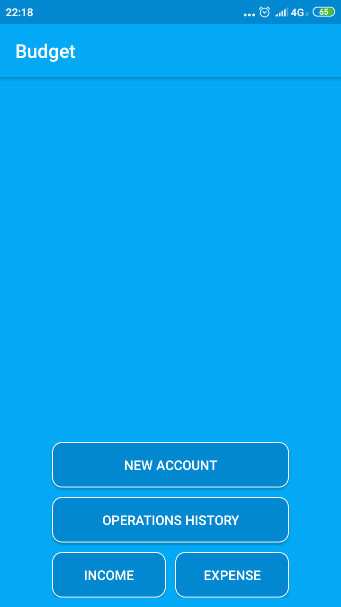 22:18 ... 4G 65
Budget
NEW ACCOUNT
OPERATIONS HISTORY
INCOME EXPENSE